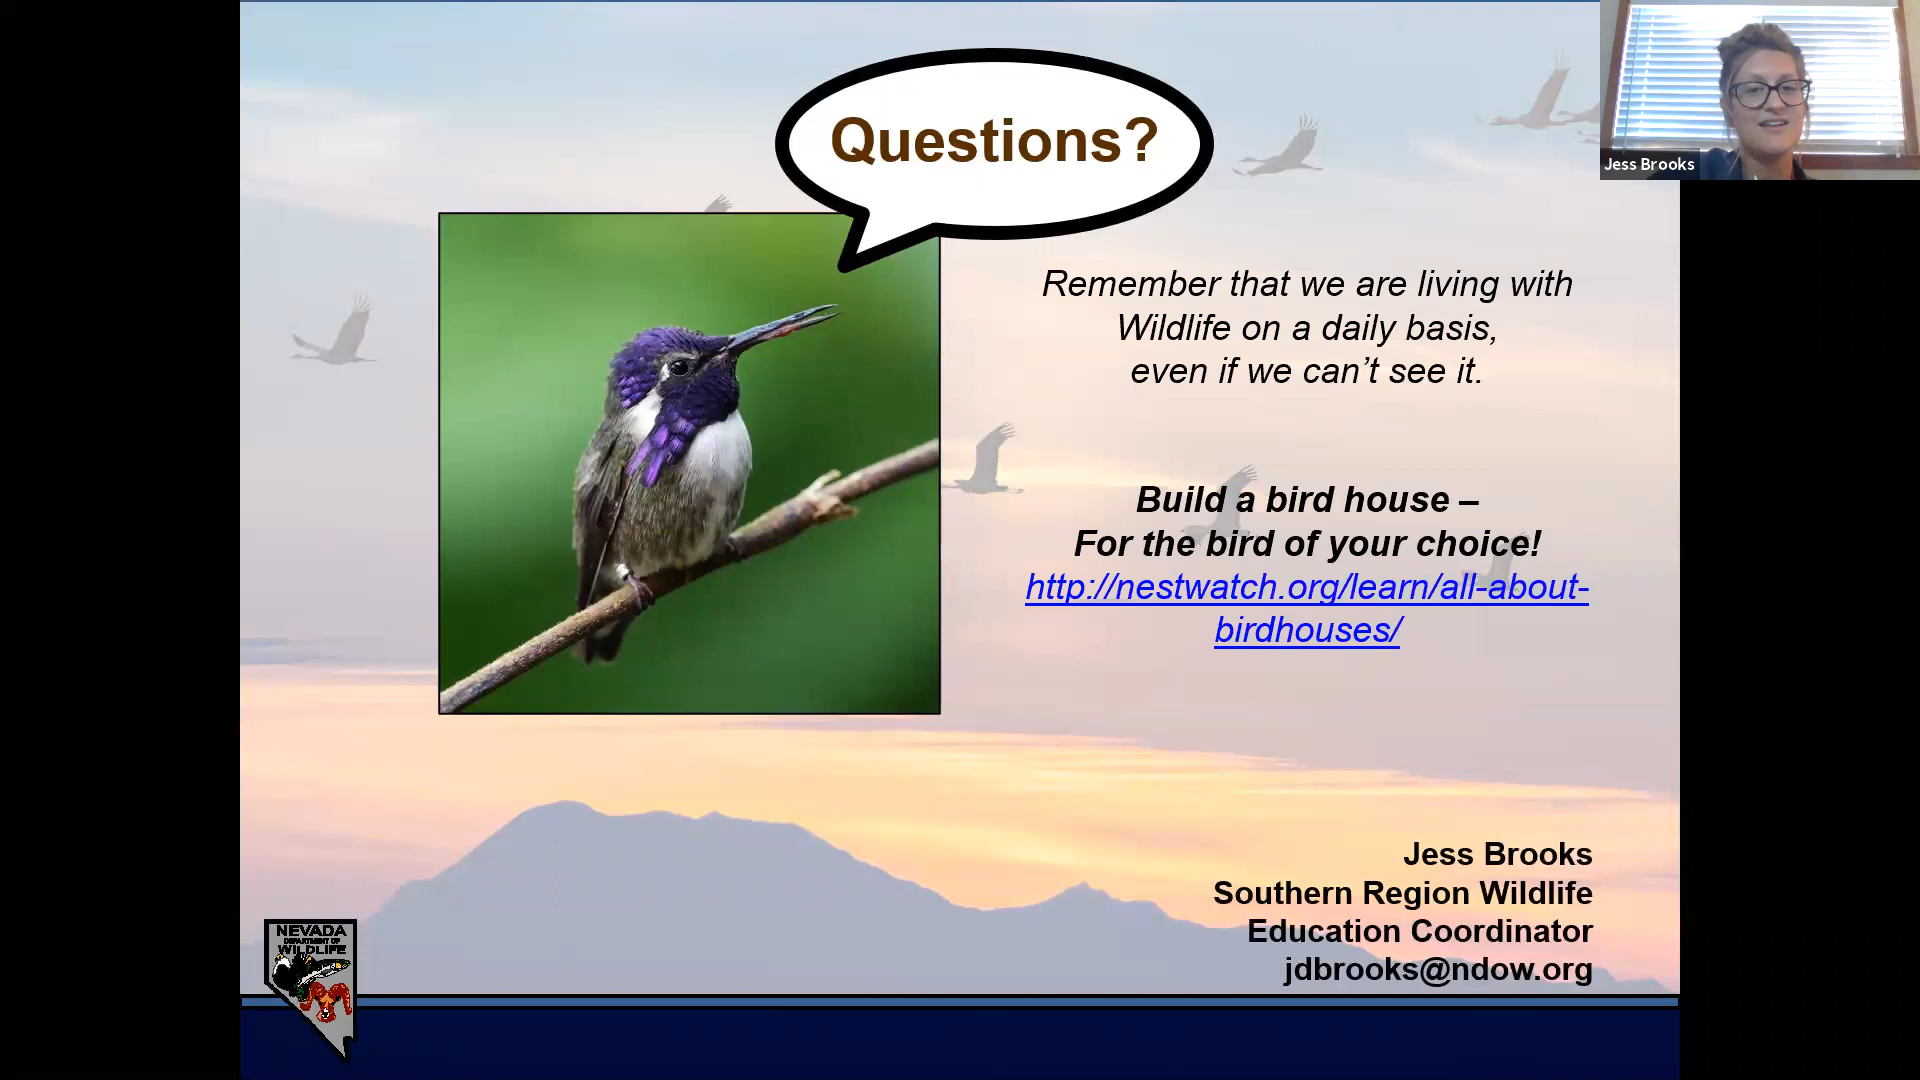 Questions?
Jess Brooks
Remember that we are living with
Wildlife on a daily basis,
even if we can’t see it.
Build a bird house –
For the bird of your choice!
http://nestwatch.org/learn/all-about-
birdhouses/
Jess Brooks
Southern Region Wildlife
Education Coordinator
jdbrooks@ndow.org
NEVADA
DEPARTMENT OF
WILDLIFE